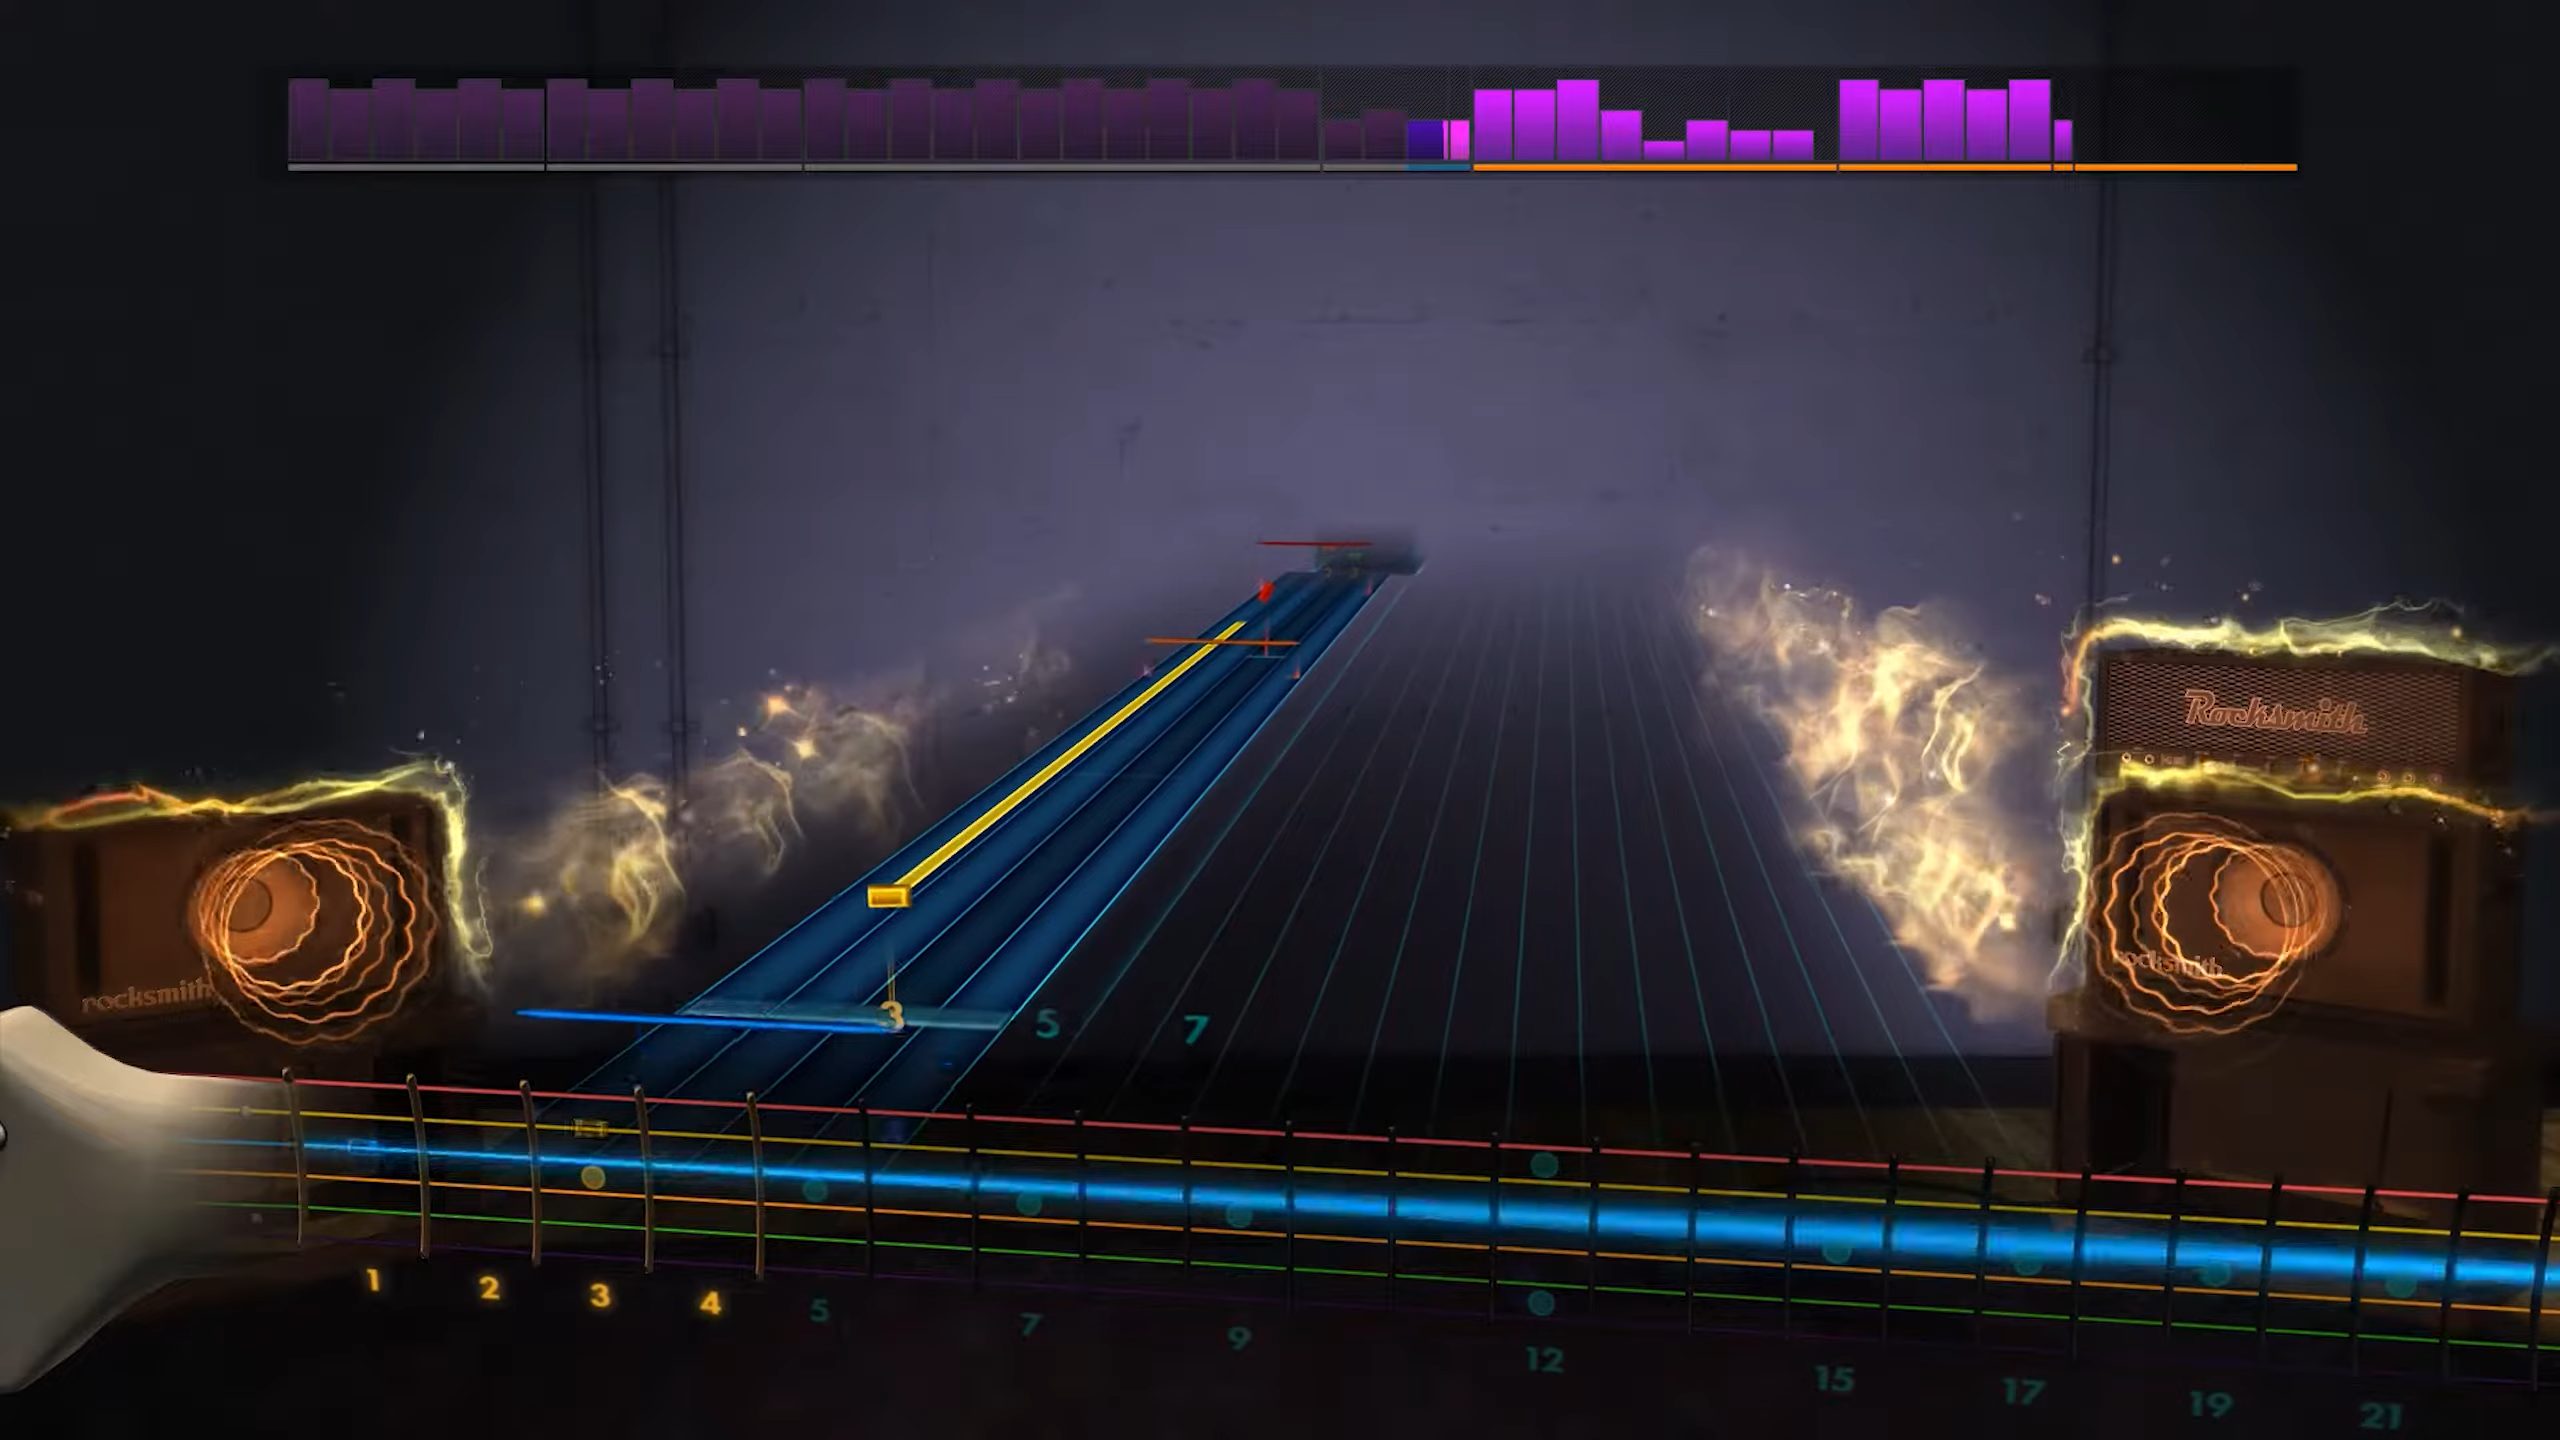 Rocksmith
rocksmith
rocksmith
3 5 7
1 2 3 4 5 7 9 12 15 17 19 21